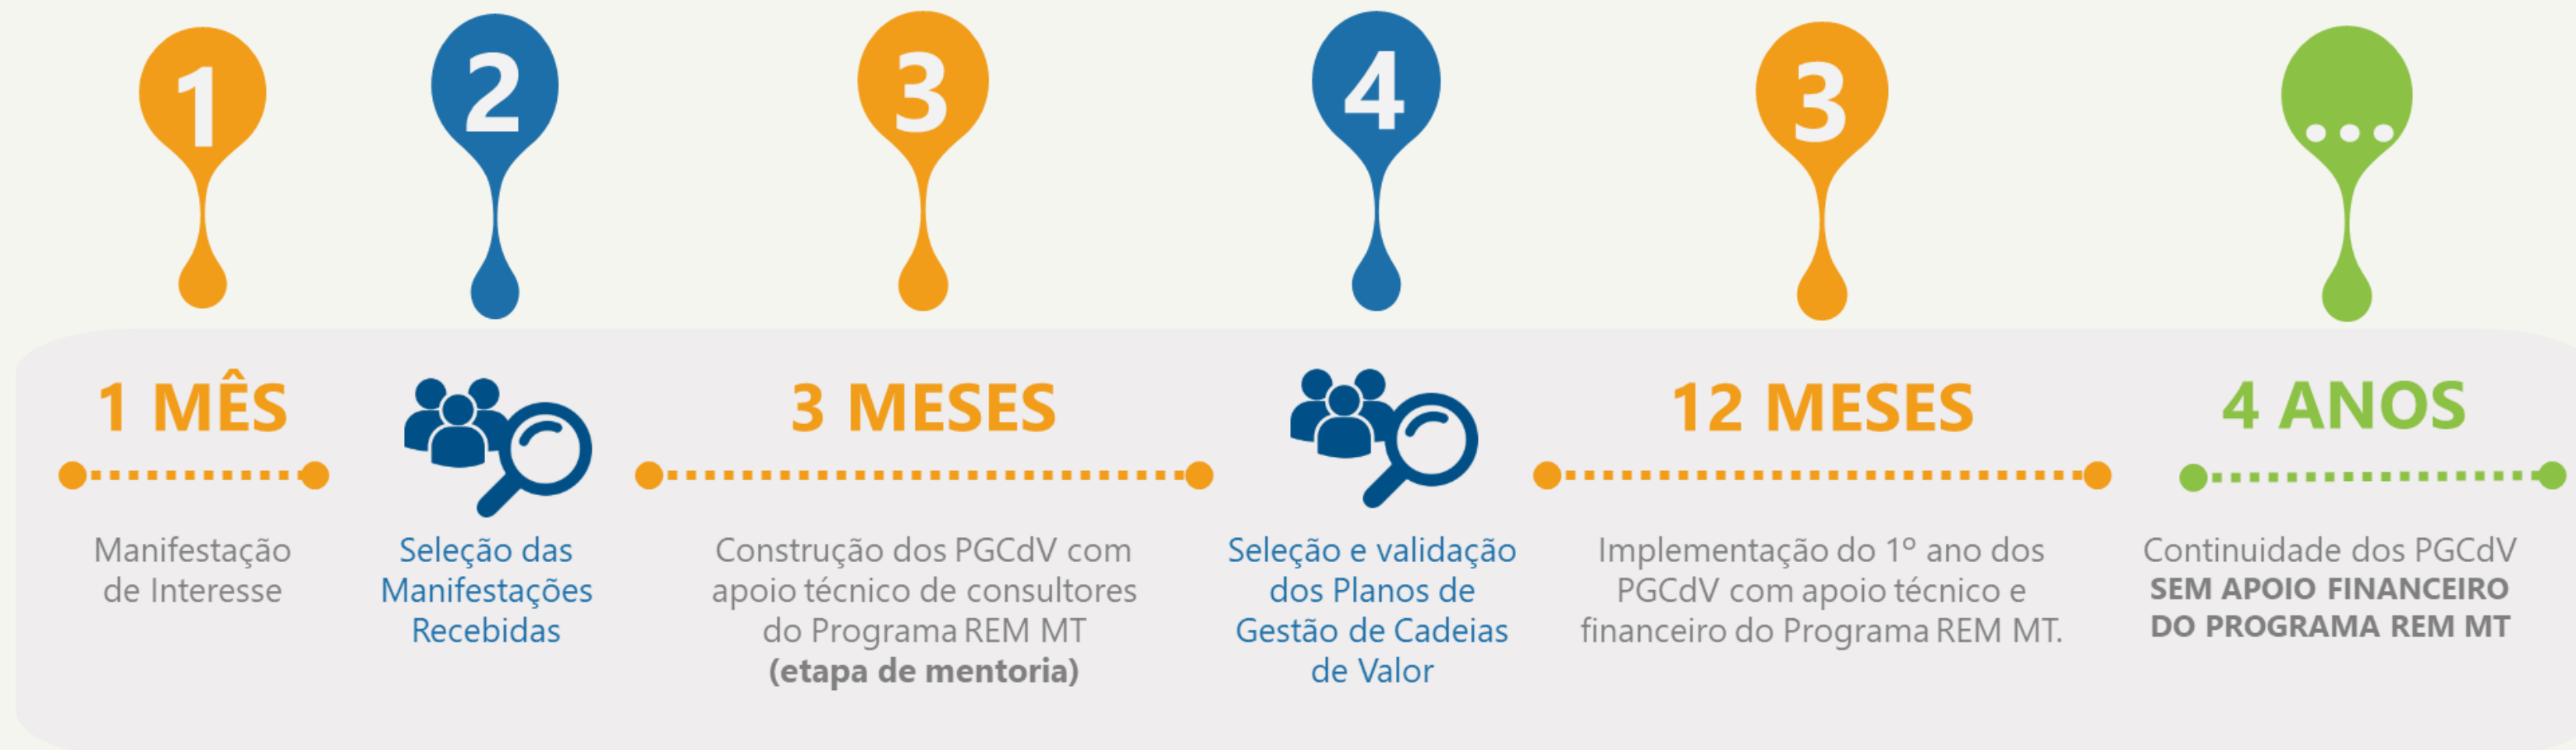 1
2
3
4
3
1 MÊS
3 MESES
12 MESES
4 ANOS
Manifestação
de Interesse
Seleção das
Manifestações
Recebidas
Construção dos PGCdV com
apoio técnico de consultores
do Programa REM MT
(etapa de mentoria)
Seleção e validação
dos Planos de
Gestão de Cadeias
de Valor
Implementação do 1º ano dos
PGCdV com apoio técnico e
financeiro do Programa REM MT.
Continuidade dos PGCdV
SEM APOIO FINANCEIRO
DO PROGRAMA REM MT